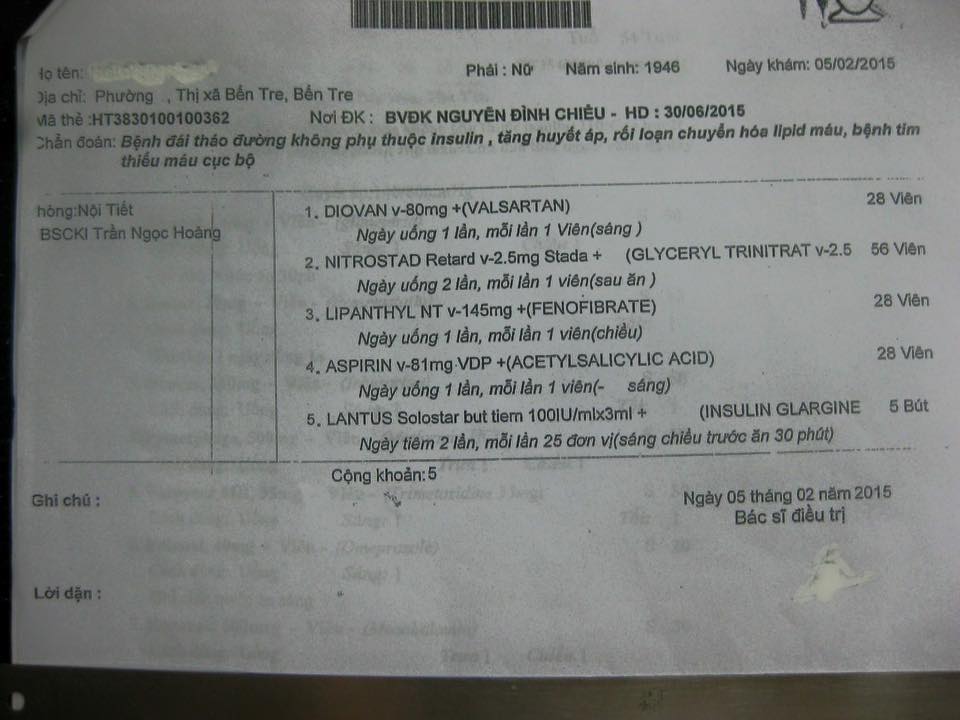 Họ tên:
Phái : Nữ Năm sinh: 1946 Ngày khám: 05/02/2015
Địa chỉ: Phường , Thị xã Bến Tre, Bến Tre
Mã thẻ :HT3830100100362 Nơi ĐK : BVĐK NGUYỄN ĐÌNH CHIỂU - HD : 30/06/2015
Chẩn đoán: Bệnh đái tháo đường không phụ thuộc insulin , tăng huyết áp, rối loạn chuyển hóa lipid máu, bệnh tim
thiếu máu cục bộ
hòng:Nội Tiết
BSCKI Trần Ngọc Hoàng
1. DIOVAN v-80mg +(VALSARTAN) 28 Viên
Ngày uống 1 lần, mỗi lần 1 Viên(sáng )
2. NITROSTAD Retard v-2.5mg Stada + (GLYCERYL TRINITRAT v-2.5 56 Viên
Ngày uống 2 lần, mỗi lần 1 viên(sau ăn )
3. LIPANTHYL NT v-145mg +(FENOFIBRATE) 28 Viên
Ngày uống 1 lần, mỗi lần 1 viên(chiều)
4. ASPIRIN v-81mg VDP +(ACETYLSALICYLIC ACID) 28 Viên
Ngày uống 1 lần, mỗi lần 1 viên(- sáng)
5. LANTUS Solostar but tiem 100IU/mlx3ml + (INSULIN GLARGINE 5 Bút
Ngày tiêm 2 lần, mỗi lần 25 đơn vị(sáng chiều trước ăn 30 phút)
Cộng khoản:5
Ghi chú :
Ngày 05 tháng 02 năm 2015
Bác sĩ điều trị
Lời dặn :